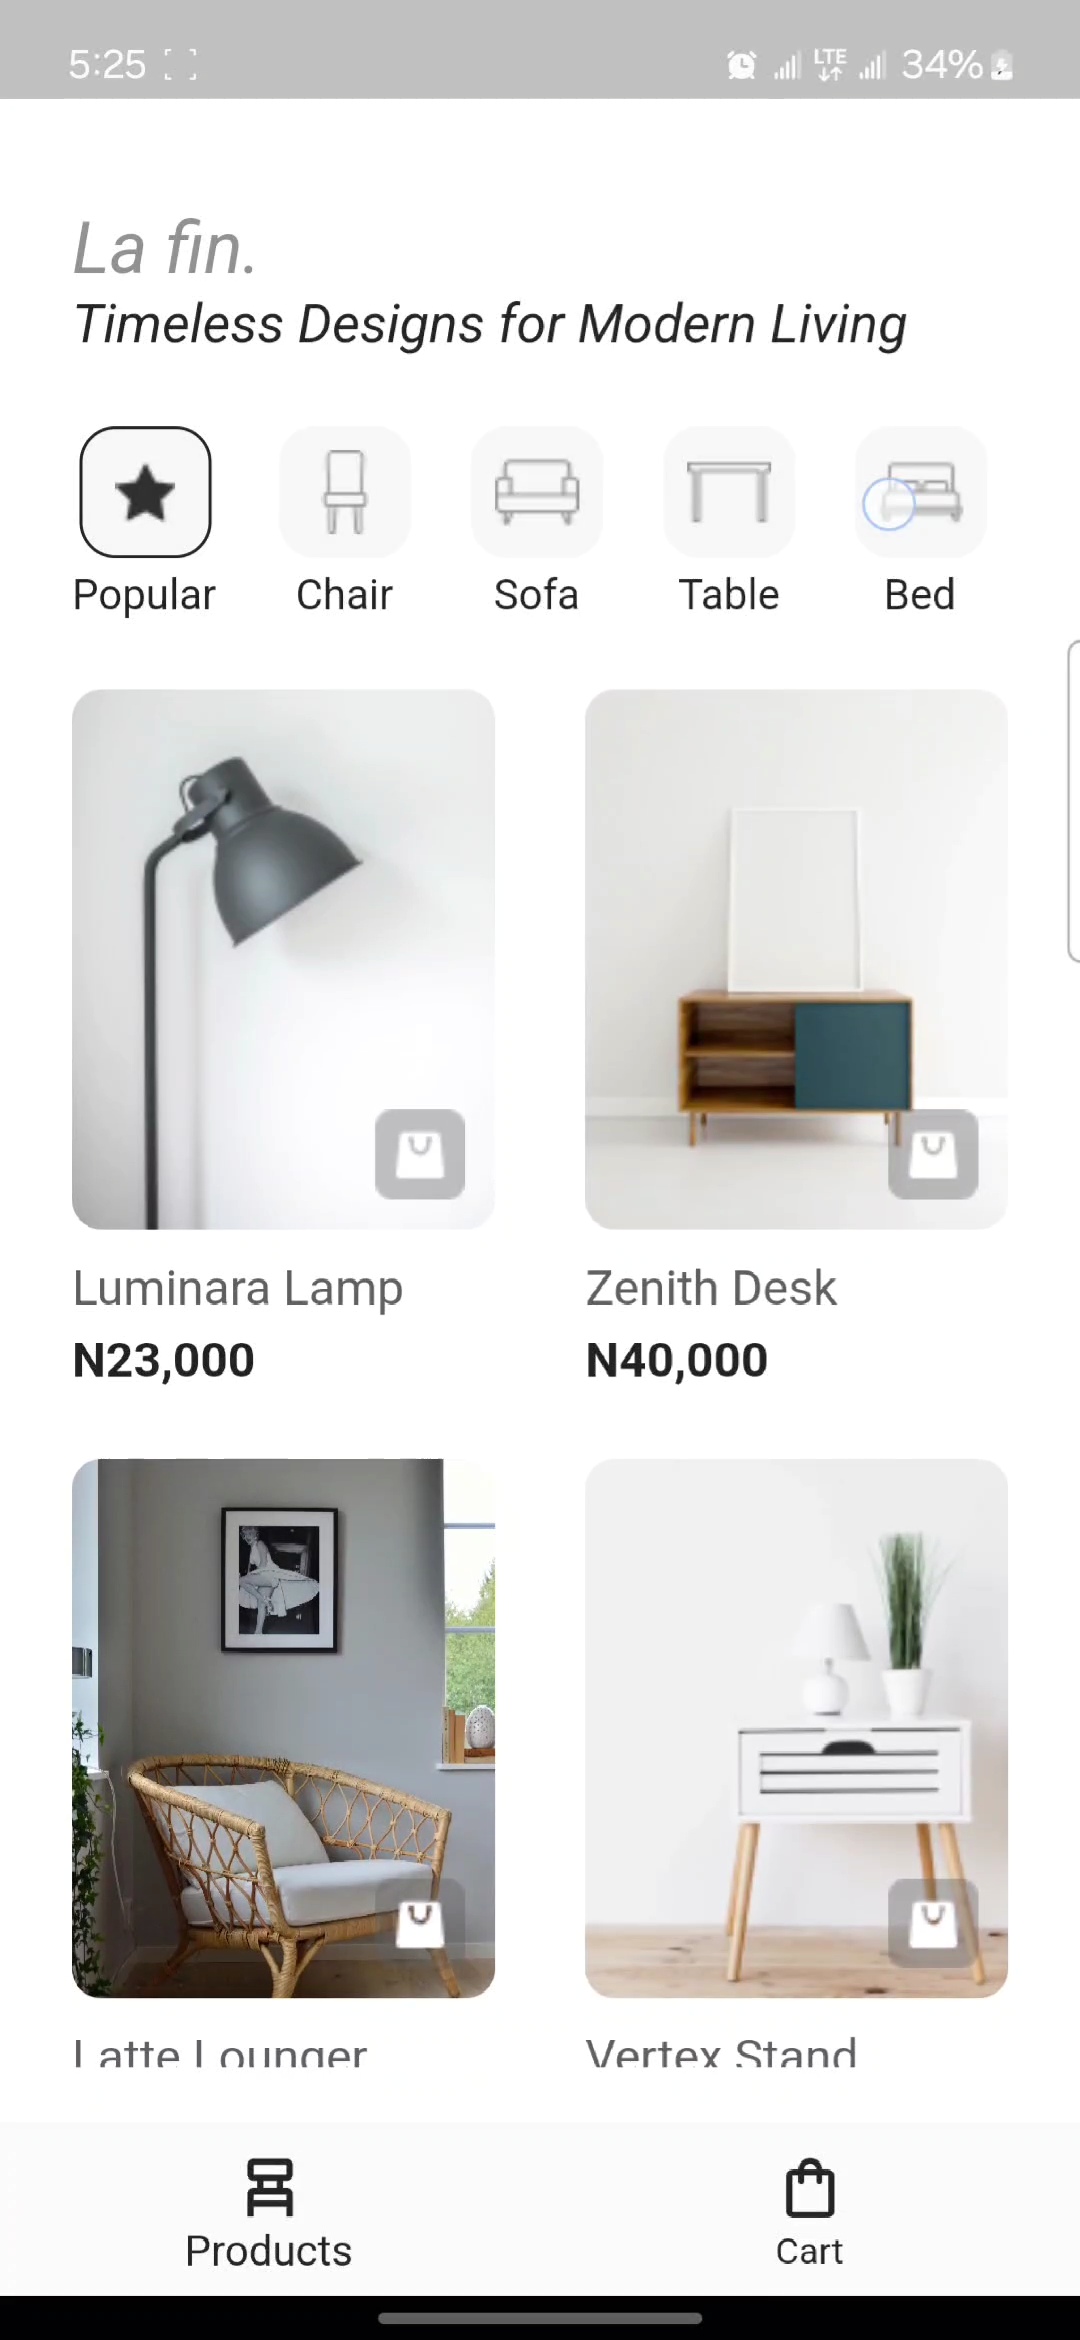 5:25
LTE
34%
La fin.
Timeless Designs for Modern Living
Popular
Chair
Sofa
Table
Bed
Luminara Lamp
Zenith Desk
N23,000
N40,000
Latte Lounger
Vertex Stand
Products
Cart